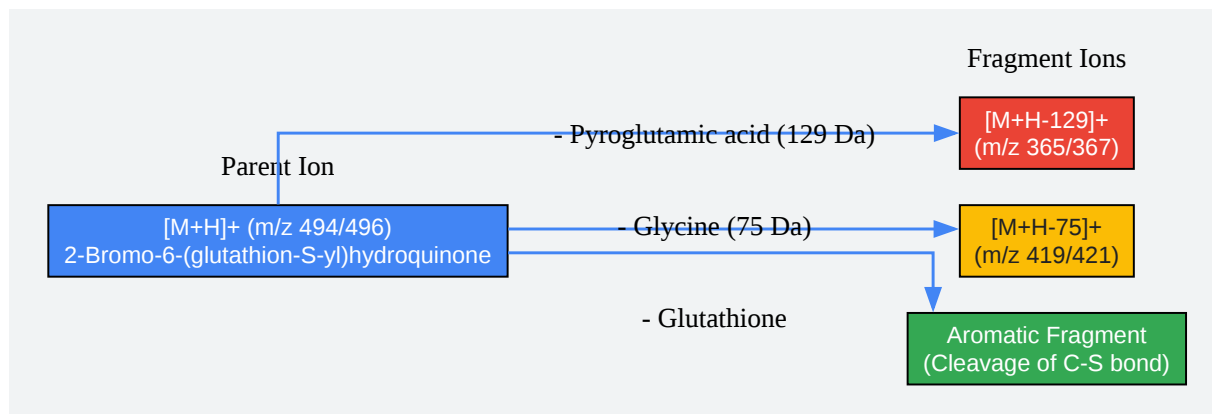 Fragment Ions
[M+H-129]+
(m/z 365/367)
- Pyroglutamic acid (129 Da)
Parent Ion
[M+H]+ (m/z 494/496)
2-Bromo-6-(glutathion-S-yl)hydroquinone
- Glycine (75 Da)
[M+H-75]+
(m/z 419/421)
- Glutathione
Aromatic Fragment
(Cleavage of C-S bond)